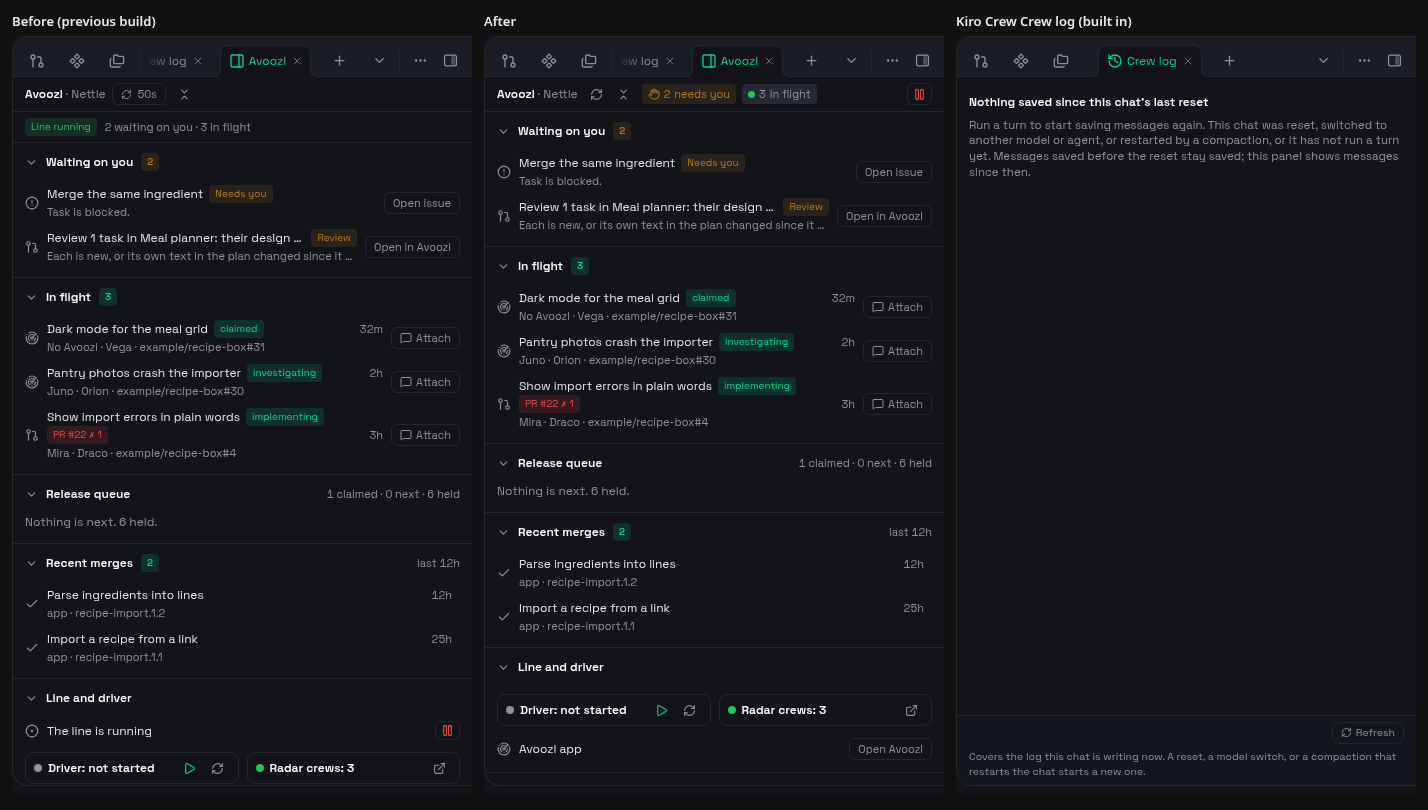 Before (previous build)
ew log
Avoozl
Avoozl · Nettle
50s
Line running
2 waiting on you · 3 in flight
Waiting on you 2
Merge the same ingredient Needs you
Task is blocked.
Open issue
Review 1 task in Meal planner: their design ... Review
Each is new, or its own text in the plan changed since it ...
Open in Avoozl
In flight 3
Dark mode for the meal grid claimed
No Avoozl · Vega · example/recipe-box#31
32m
Attach
Pantry photos crash the importer investigating
Juno · Orion · example/recipe-box#30
2h
Attach
Show import errors in plain words implementing
PR #22 ✗ 1
Mira · Draco · example/recipe-box#4
3h
Attach
Release queue
1 claimed · 0 next · 6 held
Nothing is next. 6 held.
Recent merges 2
last 12h
Parse ingredients into lines
12h
app · recipe-import.1.2
Import a recipe from a link
25h
app · recipe-import.1.1
Line and driver
The line is running
Driver: not started
Radar crews: 3
After
ew log
Avoozl
Avoozl · Nettle
2 needs you
3 in flight
Waiting on you 2
Merge the same ingredient Needs you
Task is blocked.
Open issue
Review 1 task in Meal planner: their design ... Review
Each is new, or its own text in the plan changed since it ...
Open in Avoozl
In flight 3
Dark mode for the meal grid claimed
No Avoozl · Vega · example/recipe-box#31
32m
Attach
Pantry photos crash the importer investigating
Juno · Orion · example/recipe-box#30
2h
Attach
Show import errors in plain words implementing
PR #22 ✗ 1
Mira · Draco · example/recipe-box#4
3h
Attach
Release queue
1 claimed · 0 next · 6 held
Nothing is next. 6 held.
Recent merges 2
last 12h
Parse ingredients into lines
12h
app · recipe-import.1.2
Import a recipe from a link
25h
app · recipe-import.1.1
Line and driver
Driver: not started
Radar crews: 3
Avoozl app
Open Avoozl
Kiro Crew Crew log (built in)
Crew log
Nothing saved since this chat's last reset
Run a turn to start saving messages again. This chat was reset, switched to
another model or agent, or restarted by a compaction, or it has not run a turn
yet. Messages saved before the reset stay saved; this panel shows messages
since then.
Refresh
Covers the log this chat is writing now. A reset, a model switch, or a compaction that
restarts the chat starts a new one.